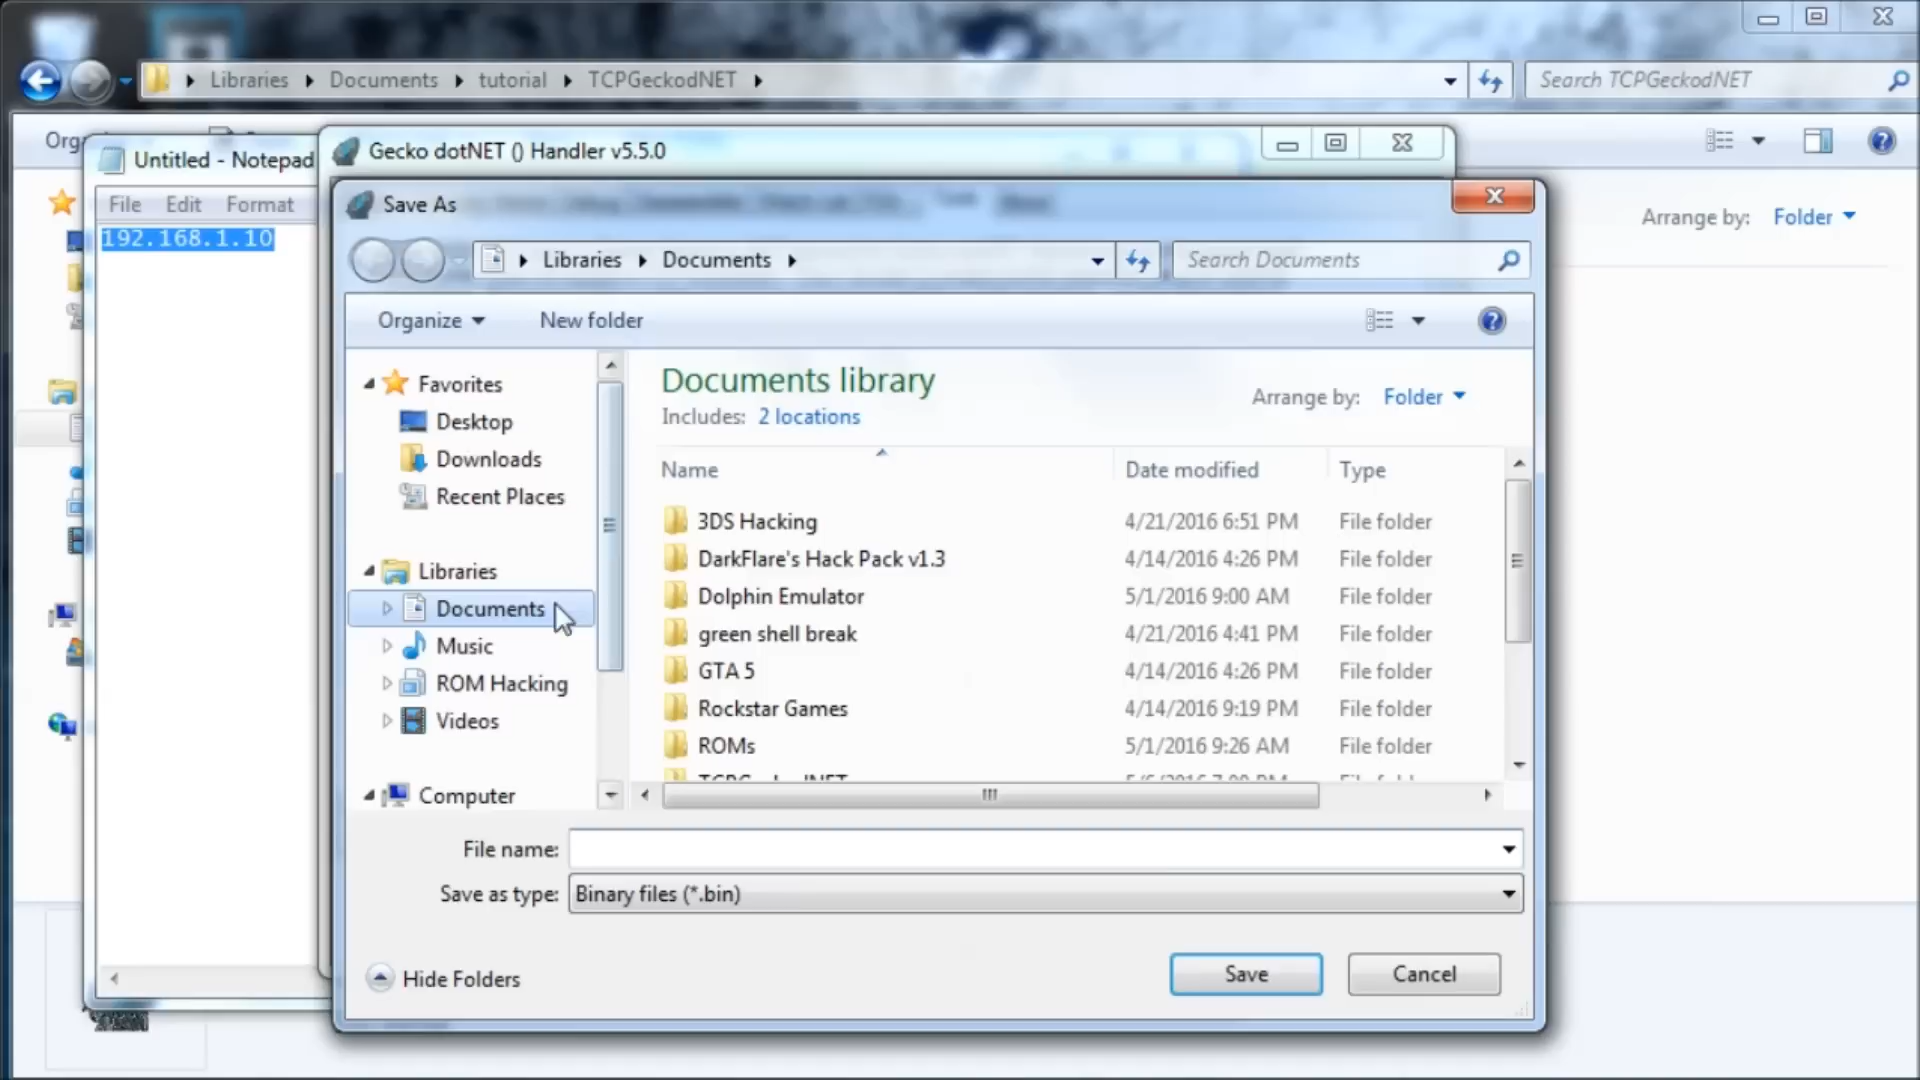 Libraries Documents tutorial TCPGeckodNET
Search TCPGeckodNET
Untitled - Notepad
File Edit Format
192.168.1.10
Gecko dotNET () Handler v5.5.0
Arrange by: Folder
Save As
Libraries Documents
Search Documents
Organize New folder
Favorites
Desktop
Downloads
Recent Places
Libraries
Documents
Music
ROM Hacking
Videos
Computer
Documents library
Includes: 2 locations
Arrange by: Folder
Name Date modified Type
3DS Hacking 4/21/2016 6:51 PM File folder
DarkFlare's Hack Pack v1.3 4/14/2016 4:26 PM File folder
Dolphin Emulator 5/1/2016 9:00 AM File folder
green shell break 4/21/2016 4:41 PM File folder
GTA 5 4/14/2016 4:26 PM File folder
Rockstar Games 4/14/2016 9:19 PM File folder
ROMs 5/1/2016 9:26 AM File folder
File name:
Save as type: Binary files (*.bin)
Hide Folders
Save Cancel